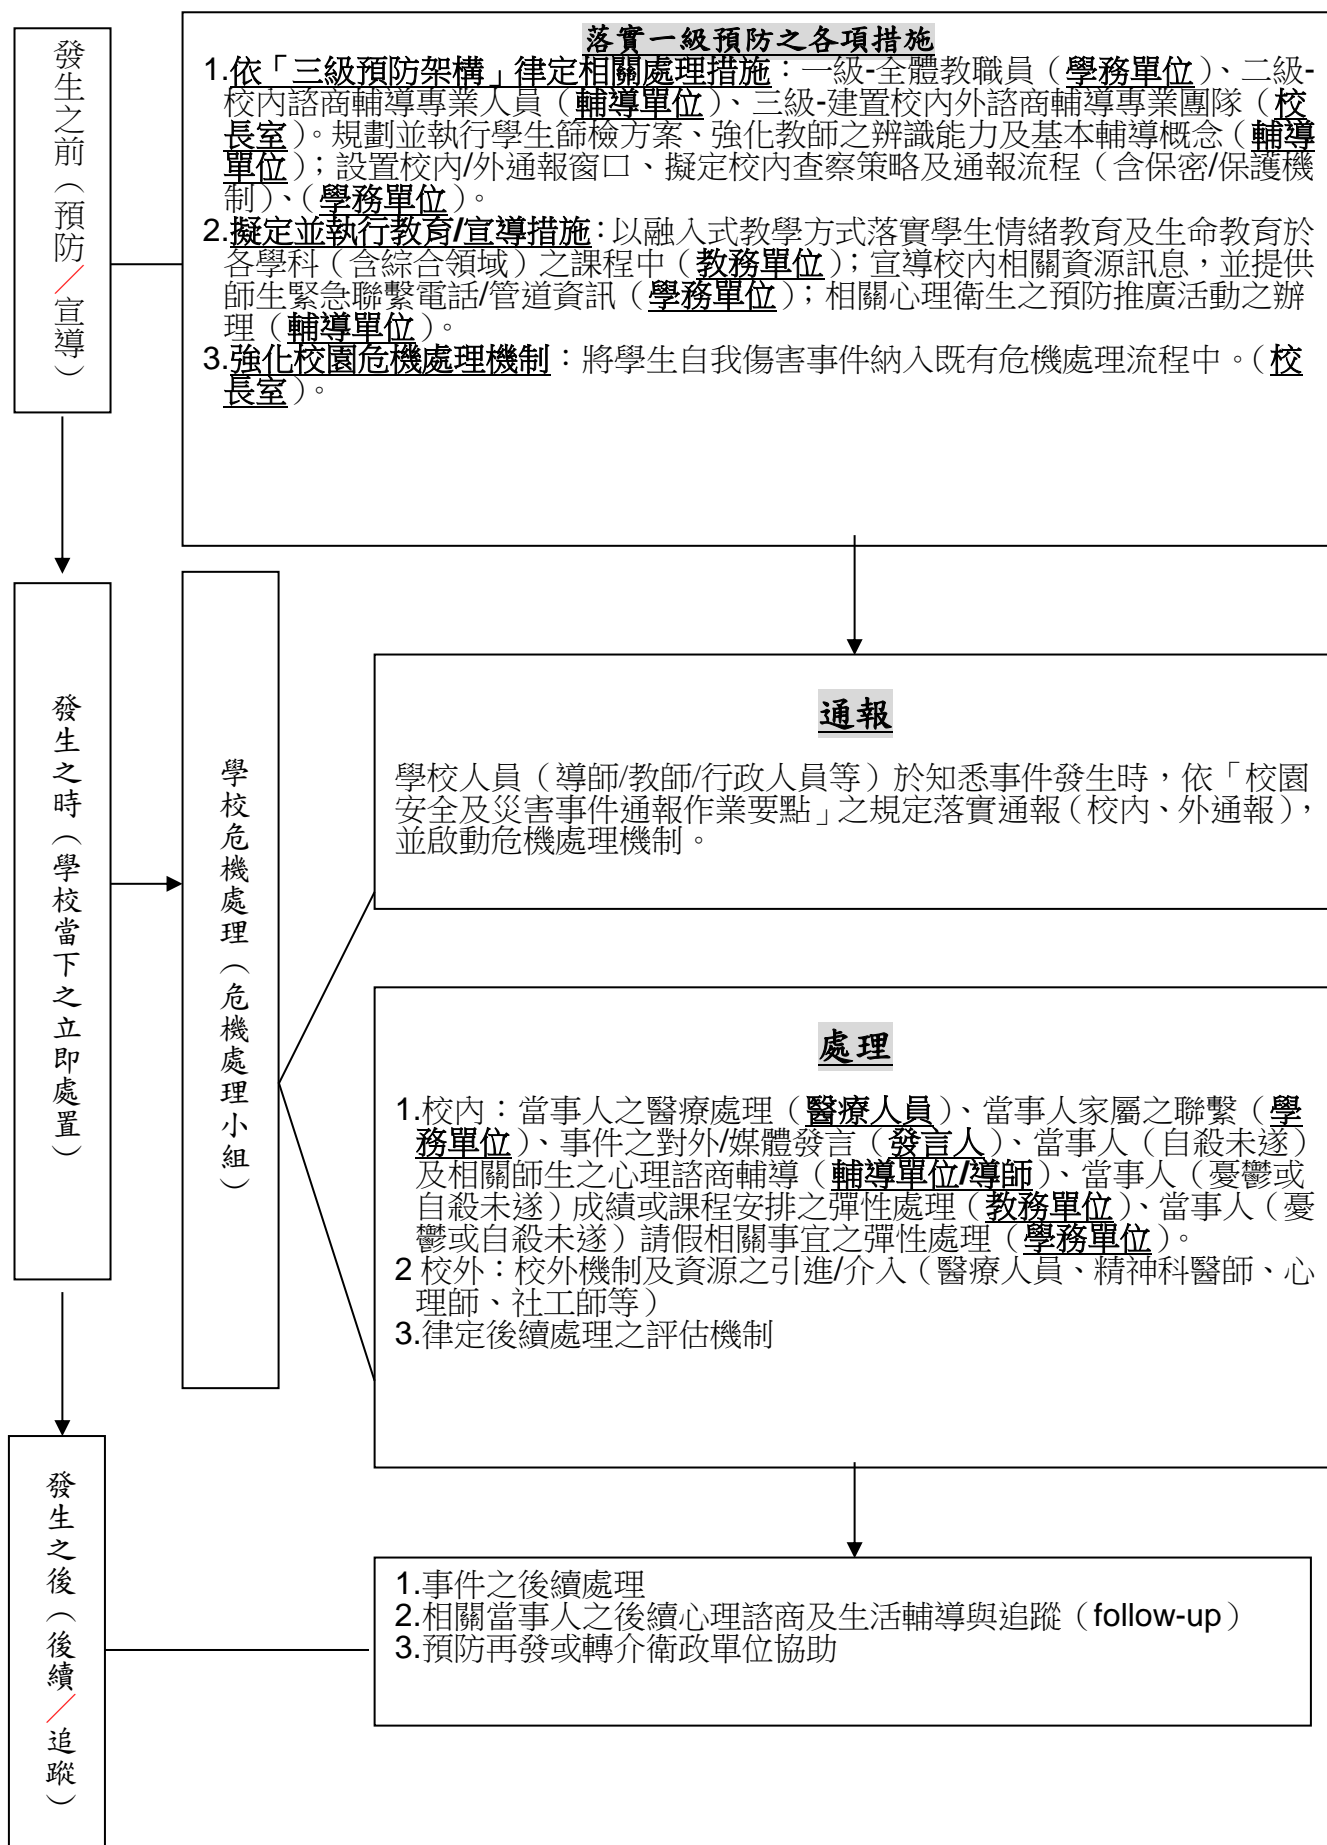 發生之前（預防／宣導）
落實一級預防之各項措施
1.依「三級預防架構」律定相關處理措施：一級-全體教職員（學務單位）、二級-
校內諮商輔導專業人員（輔導單位）、三級-建置校內外諮商輔導專業團隊（校
長室）。規劃並執行學生篩檢方案、強化教師之辨識能力及基本輔導概念（輔導
單位）；設置校內/外通報窗口、擬定校內查察策略及通報流程（含保密/保護機
制）、（學務單位）。
2.擬定並執行教育/宣導措施：以融入式教學方式落實學生情緒教育及生命教育於
各學科（含綜合領域）之課程中（教務單位）；宣導校內相關資源訊息，並提供
師生緊急聯繫電話/管道資訊（學務單位）；相關心理衛生之預防推廣活動之辦
理（輔導單位）。
3.強化校園危機處理機制：將學生自我傷害事件納入既有危機處理流程中。（校
長室）。
發生之時（學校當下之立即處置）
學校危機處理（危機處理小組）
通報
學校人員（導師/教師/行政人員等）於知悉事件發生時，依「校園
安全及災害事件通報作業要點」之規定落實通報（校內、外通報），
並啟動危機處理機制。
處理
1.校內：當事人之醫療處理（醫療人員）、當事人家屬之聯繫（學
務單位）、事件之對外/媒體發言（發言人）、當事人（自殺未遂）
及相關師生之心理諮商輔導（輔導單位/導師）、當事人（憂鬱或
自殺未遂）成績或課程安排之彈性處理（教務單位）、當事人（憂
鬱或自殺未遂）請假相關事宜之彈性處理（學務單位）。
2 校外：校外機制及資源之引進/介入（醫療人員、精神科醫師、心
理師、社工師等）
3.律定後續處理之評估機制
發生之後（後續／追蹤）
1.事件之後續處理
2.相關當事人之後續心理諮商及生活輔導與追蹤（follow-up）
3.預防再發或轉介衛政單位協助